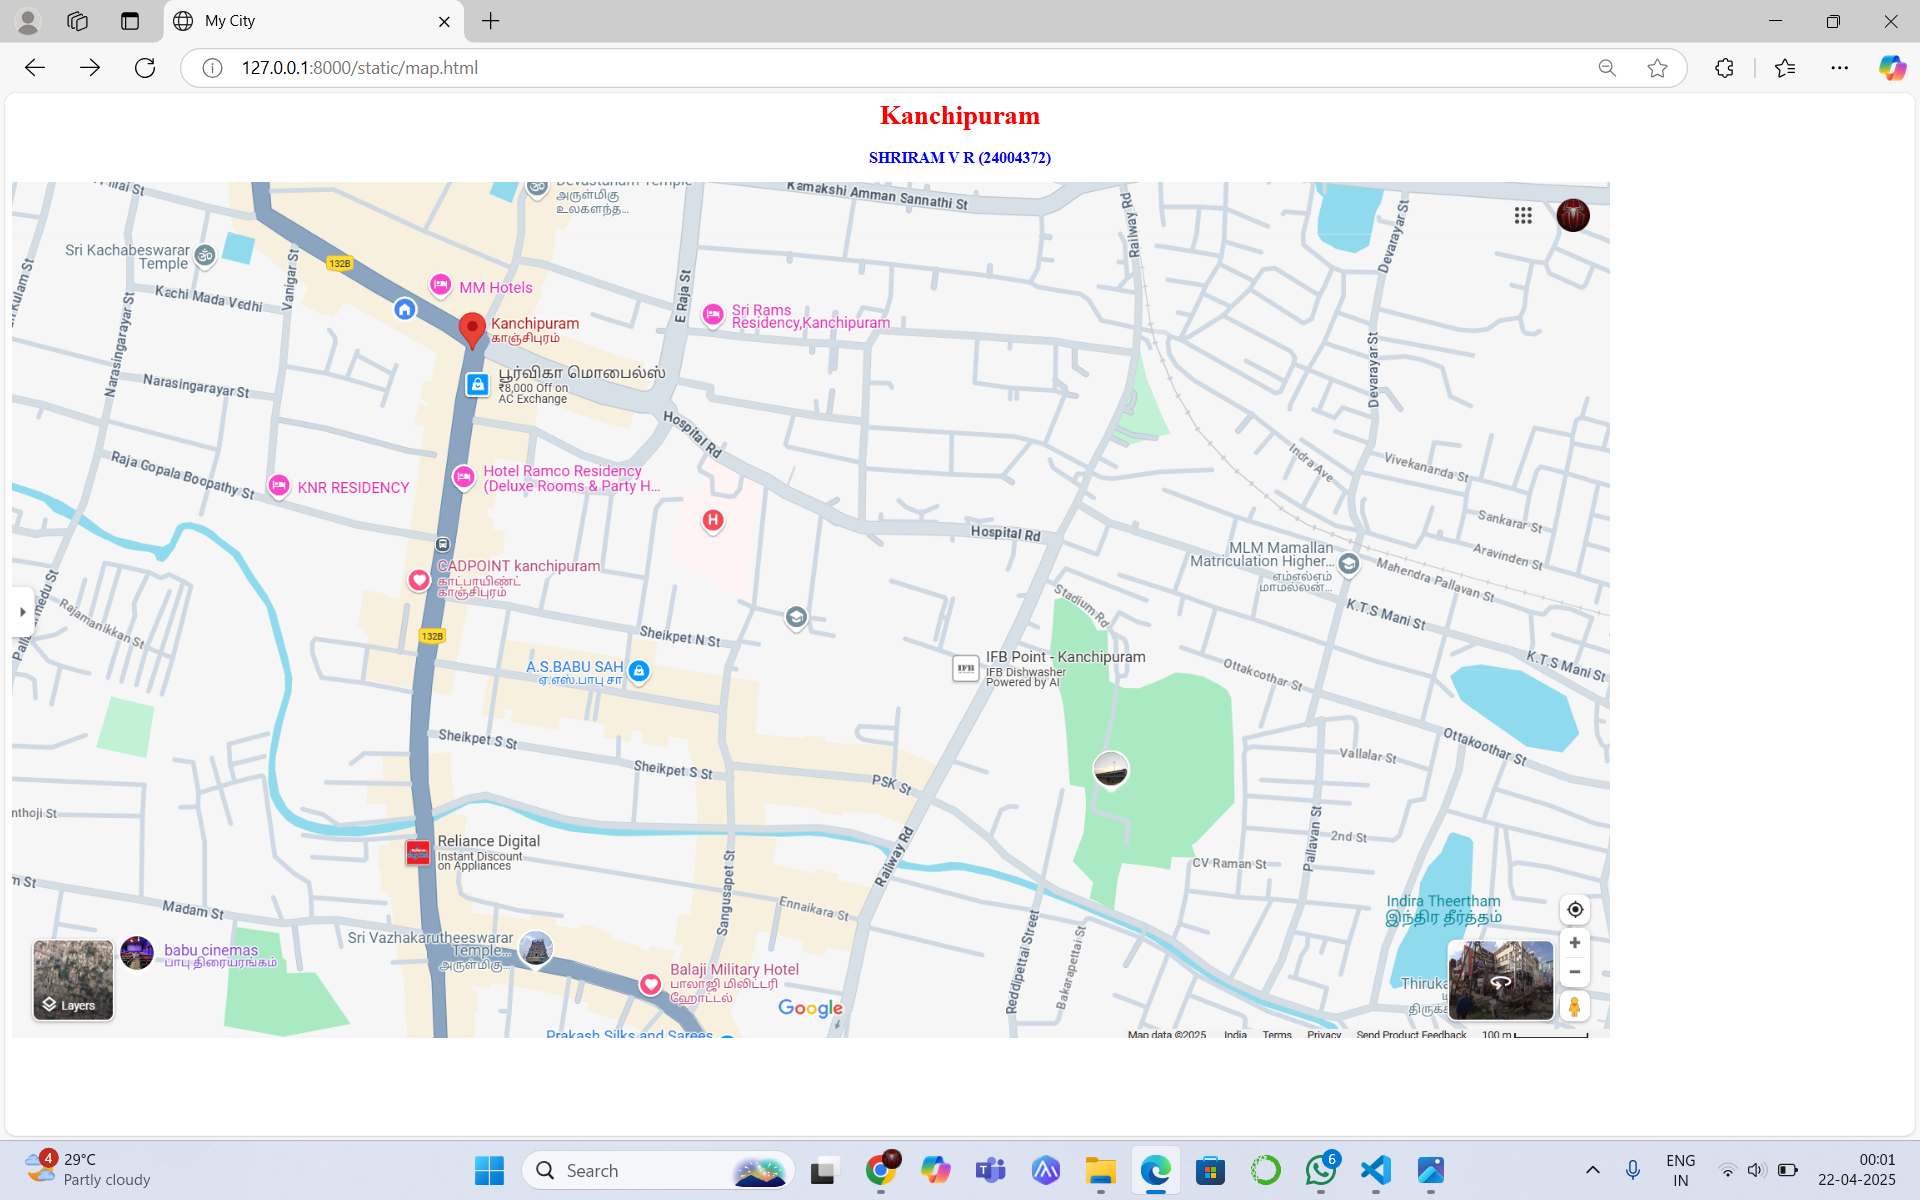 My City
127.0.0.1:8000/static/map.html
Kanchipuram
SHRIRAM V R (24004372)
Kamakshi Amman Sannathi St
அருள்மிகு
உலகளந்த...
Railway Rd
Devarayar St
Sri Kachabeswarar
Temple
132B
Vanigar St
Kachi Mada Vedhi
MM Hotels
E Raja St
Sri Rams
Residency,Kanchipuram
Kanchipuram
காஞ்சிபுரம்
Narasingarayar St
பூர்விகா மொபைல்ஸ்
₹8,000 Off on
AC Exchange
Narasingarayar St
Devarayar St
Hospital Rd
Raja Gopala Boopathy St
KNR RESIDENCY
Hotel Ramco Residency
(Deluxe Rooms & Party H...
H
Indra Ave
Vivekananda St
Sankarar St
Hospital Rd
Aravinden St
MLM Mamallan
Matriculation Higher...
எம்எல்எம்
மாமல்லன்...
Mahendra Pallavan St
CADPOINT kanchipuram
காட்பாயிண்ட்
காஞ்சிபுரம்
Stadium Rd
K.T.S Mani St
Rajamanikkan St
132B
Sheikpet N St
A.S.BABU SAH
ஏ.எஸ்.பாபு சா
IFB
IFB Point - Kanchipuram
IFB Dishwasher
Powered by AI
K.T.S Mani St
Ottakoothar St
Sheikpet S St
Sheikpet S St
PSK St
Vallalar St
Ottakoothar St
nthoji St
Reliance Digital
Instant Discount
on Appliances
Railway Rd
Pallavan St
2nd St
CV Raman St
m St
Madam St
Sangusapet St
Ennaikara St
Reddipettai Street
Bakarapettai St
Indira Theertham
இந்திர தீர்த்தம்
Sri Vazhakarutheeswarar
Temple...
அருள்மிகு...
babu cinemas
பாபு திரையரங்கம்
Layers
Balaji Military Hotel
பாலாஜி மிலிட்டரி
ஹோட்டல்
Google
Thiruka
Prakash Silks and Sarees
Map data ©2025 India Terms Privacy Send Product Feedback 100 m
4
29°C
Partly cloudy
Search
6
ENG
IN
00:01
22-04-2025